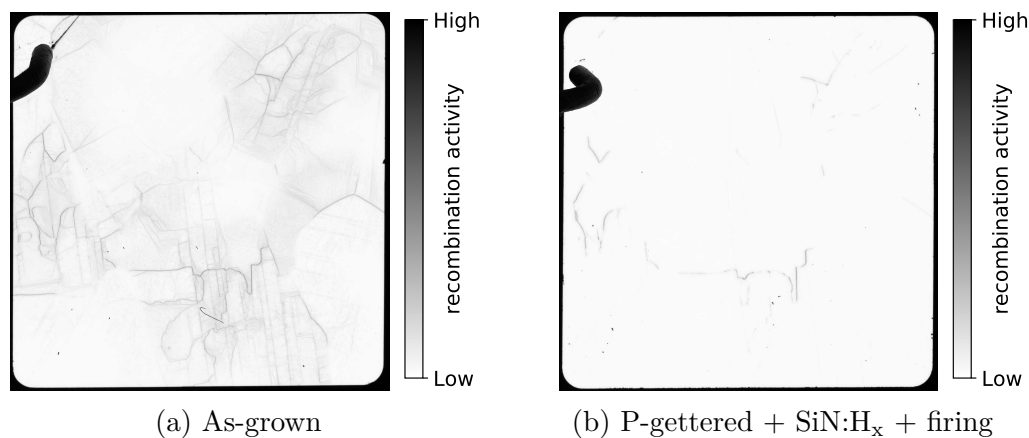 High
recombination activity
Low
High
recombination activity
Low
(a) As-grown
(b) P-gettered + SiN:Hₓ + firing